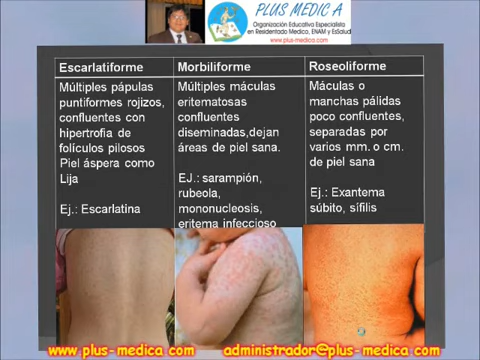 PLUS MEDICA
Organización Educativa Especialista
en Residentado Medico, ENAM y EsSalud
www.plus-medica.com
Escarlatiforme
Múltiples pápulas
puntiformes rojizos,
confluentes con
hipertrofia de
folículos pilosos
Piel áspera como
Lija
Ej.: Escarlatina
Morbiliforme
Múltiples máculas
eritematosas
confluentes
diseminadas,dejan
áreas de piel sana.
EJ.: sarampión,
rubeola,
mononucleosis,
eritema infeccioso
Roseoliforme
Máculas o
manchas pálidas
poco confluentes,
separadas por
varios mm. o cm.
de piel sana
Ej.: Exantema
súbito, sífilis
www.plus-medica.com
administrador@plus-medica.com